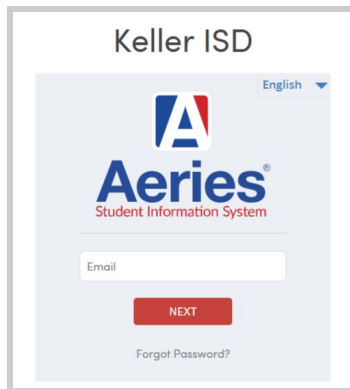 Keller ISD
English
Aeries®
Student Information System
Email
NEXT
Forgot Password?